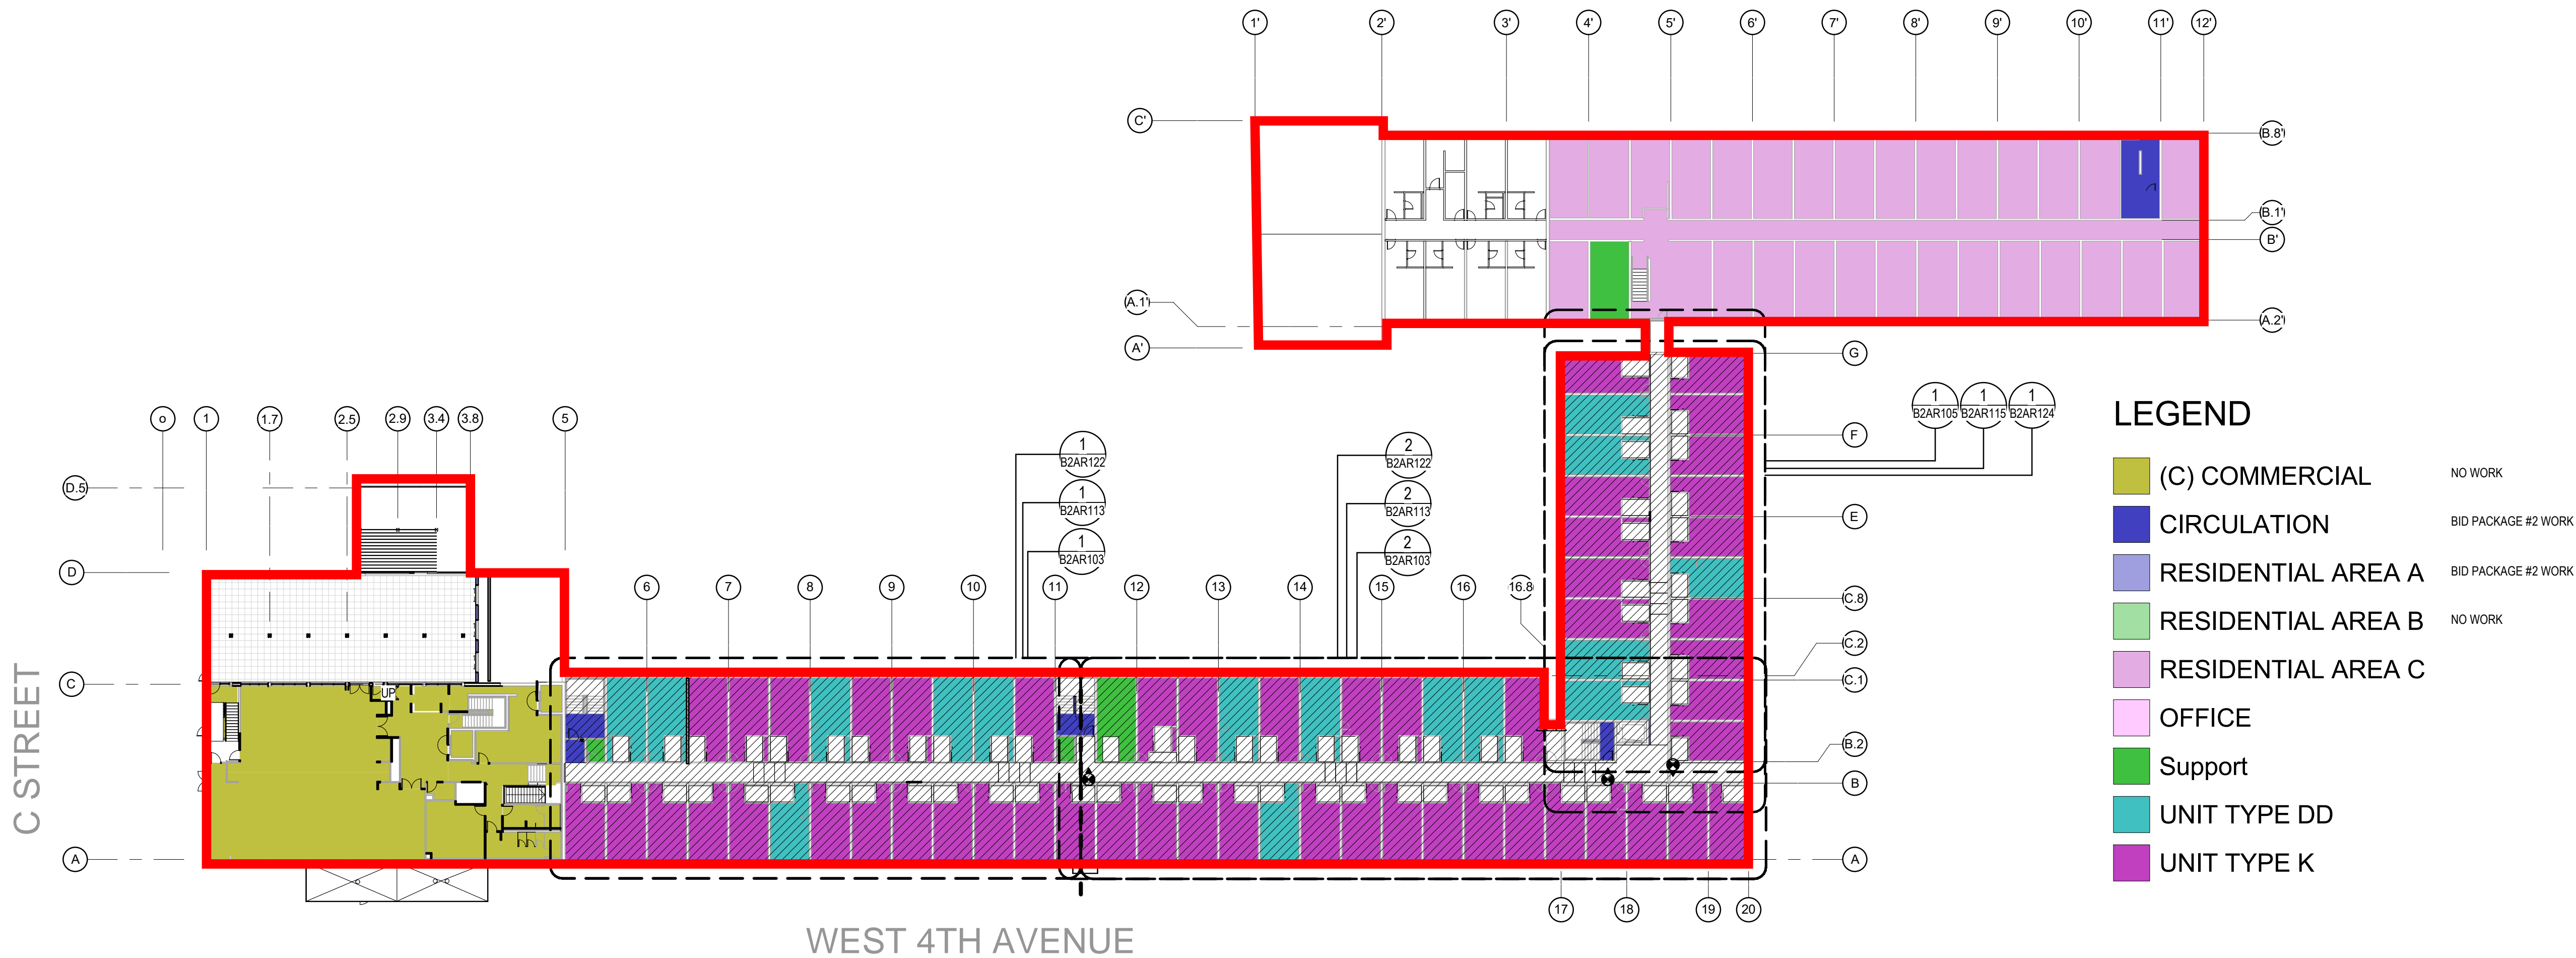 1' 2' 3' 4' 5' 6' 7' 8' 9' 10' 11' 12'
C'
B.8'
B.1'
B'
A.1'
A.2'
A'
G
1 1 1
B2AR105 B2AR115 B2AR124
LEGEND
o 1 1.7 2.5 2.9 3.4 3.8 5
F
1
B2AR122
2
B2AR122
(C) COMMERCIAL NO WORK
D.5
1
B2AR113
2
B2AR113
E
CIRCULATION BID PACKAGE #2 WORK
1
B2AR103
2
B2AR103
D
RESIDENTIAL AREA A BID PACKAGE #2 WORK
6 7 8 9 10 11 12 13 14 15 16 16.8
C.8
RESIDENTIAL AREA B NO WORK
C.2
RESIDENTIAL AREA C
C
UP
C.1
OFFICE
B.2
Support
B
UNIT TYPE DD
A
A
UNIT TYPE K
17 18 19 20
C STREET
WEST 4TH AVENUE